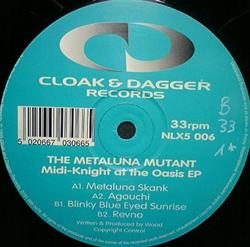 CLOAK & DAGGER
RECORDS
5 020667 030665
33rpm
NLX5 006
B
33
1*
THE METALUNA MUTANT
Midi-Knight at the Oasis EP
A1. Metaluna Skank
A2. Agouchi
B1. Blinky Blue Eyed Sunrise
B2. Revno
Written & Produced by Wood
Copyright Control